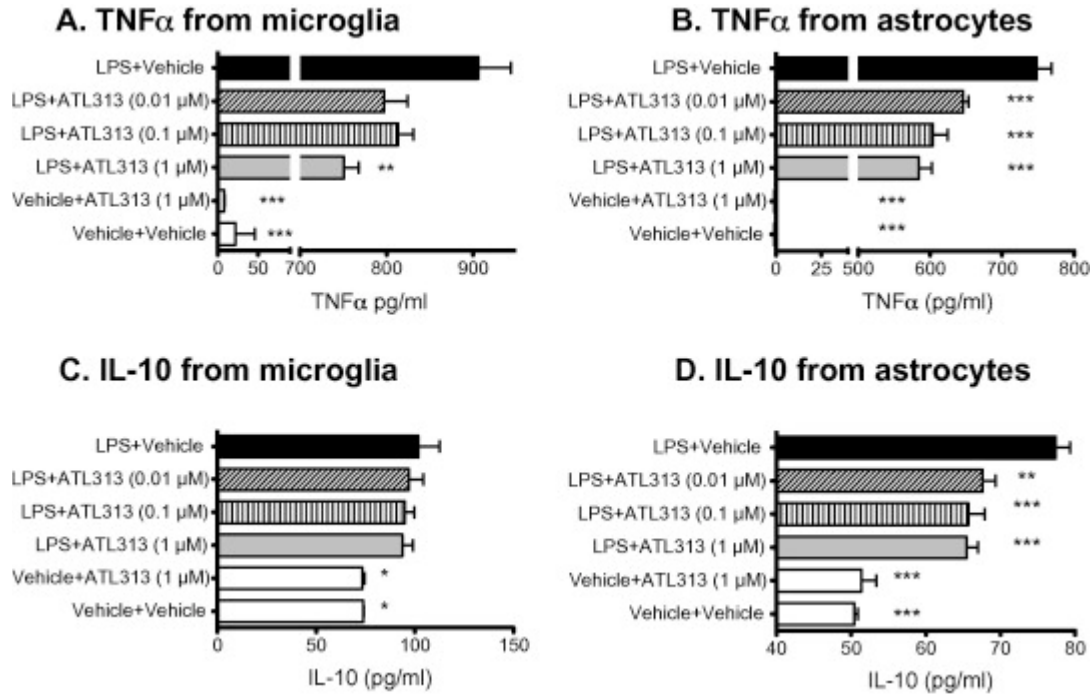 A. TNFα from microglia
LPS+Vehicle
LPS+ATL313 (0.01 µM)
LPS+ATL313 (0.1 µM)
LPS+ATL313 (1 µM) **
Vehicle+ATL313 (1 µM) ***
Vehicle+Vehicle ***
0 50 700 800 900
TNFα pg/ml
B. TNFα from astrocytes
LPS+Vehicle
LPS+ATL313 (0.01 µM) ***
LPS+ATL313 (0.1 µM) ***
LPS+ATL313 (1 µM) ***
Vehicle+ATL313 (1 µM) ***
Vehicle+Vehicle ***
0 25 500 600 700 800
TNFα (pg/ml)
C. IL-10 from microglia
LPS+Vehicle
LPS+ATL313 (0.01 µM)
LPS+ATL313 (0.1 µM)
LPS+ATL313 (1 µM)
Vehicle+ATL313 (1 µM) *
Vehicle+Vehicle *
0 50 100 150
IL-10 (pg/ml)
D. IL-10 from astrocytes
LPS+Vehicle
LPS+ATL313 (0.01 µM) **
LPS+ATL313 (0.1 µM) ***
LPS+ATL313 (1 µM) ***
Vehicle+ATL313 (1 µM) ***
Vehicle+Vehicle ***
40 50 60 70 80
IL-10 (pg/ml)